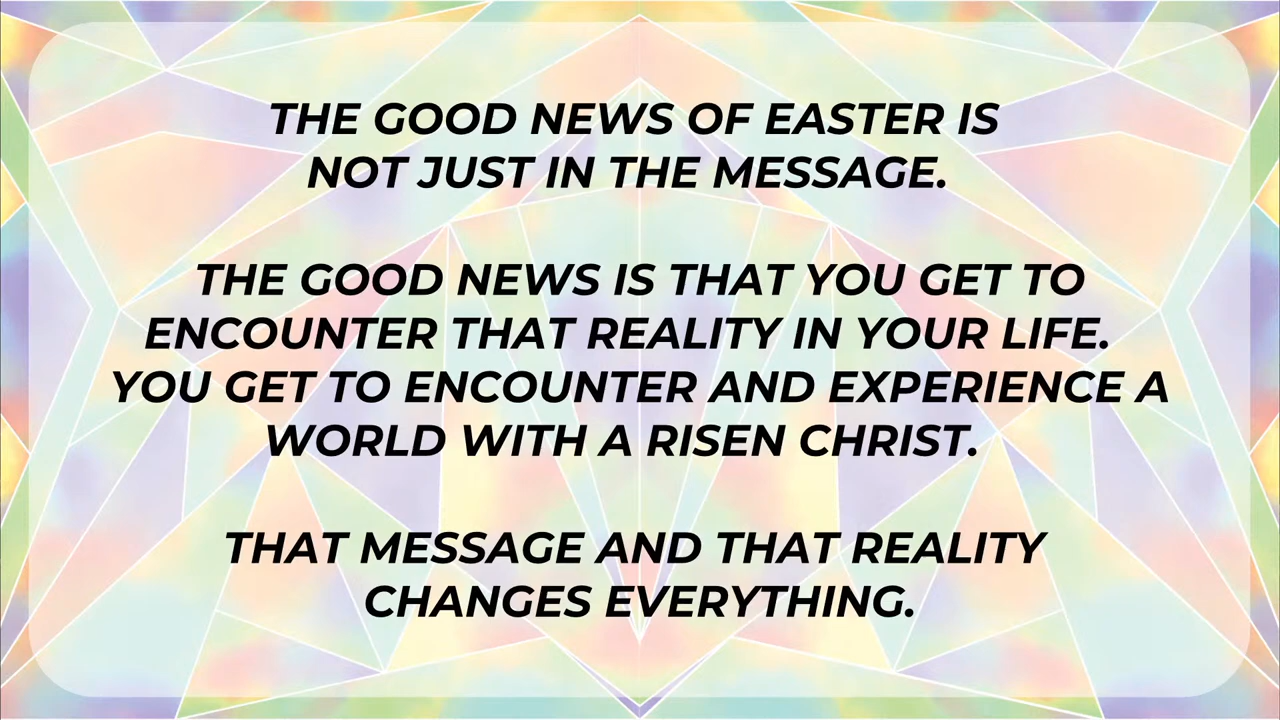 THE GOOD NEWS OF EASTER IS
NOT JUST IN THE MESSAGE.
THE GOOD NEWS IS THAT YOU GET TO
ENCOUNTER THAT REALITY IN YOUR LIFE.
YOU GET TO ENCOUNTER AND EXPERIENCE A
WORLD WITH A RISEN CHRIST.
THAT MESSAGE AND THAT REALITY
CHANGES EVERYTHING.